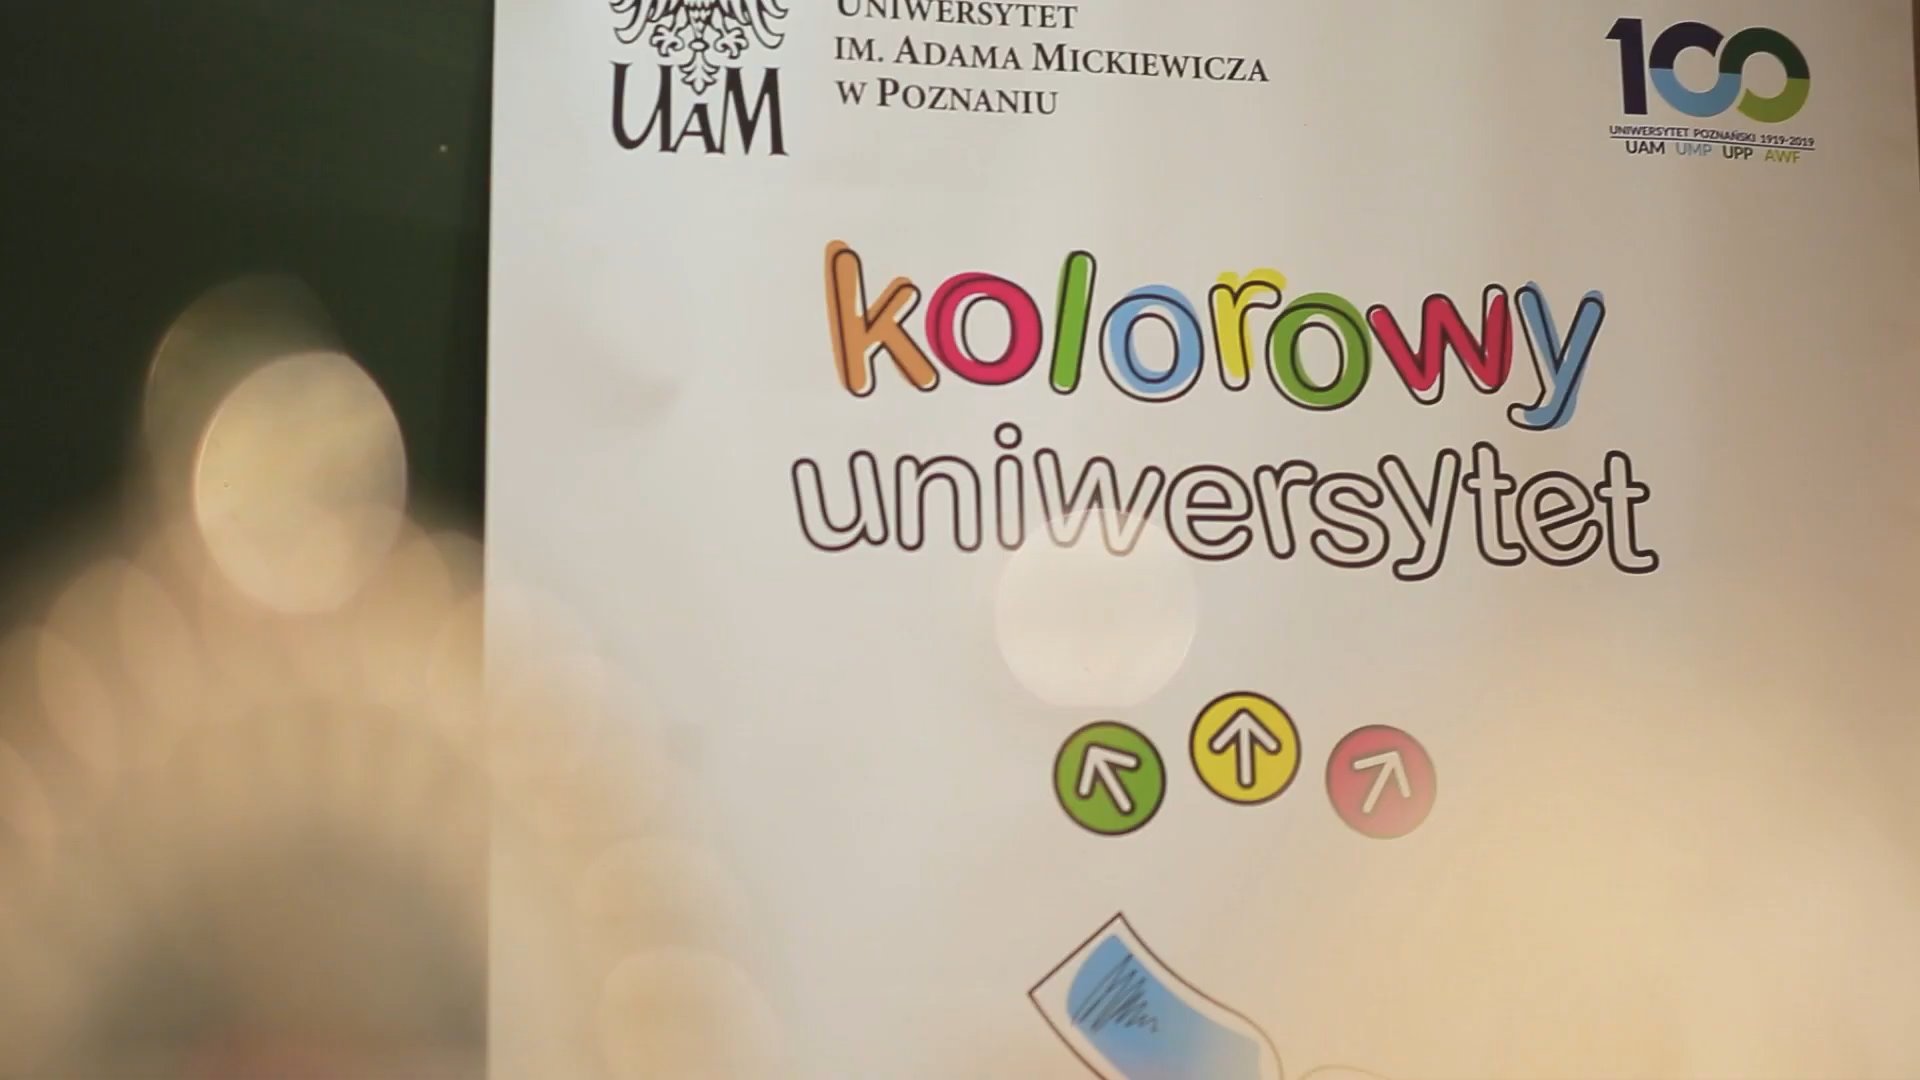 UNIWERSYTET
IM. ADAMA MICKIEWICZA
W POZNANIU
UAM
100
UNIWERSYTET POZNAŃSKI 1919-2019
UAM UMP UPP AWF
kolorowy
uniwersytet